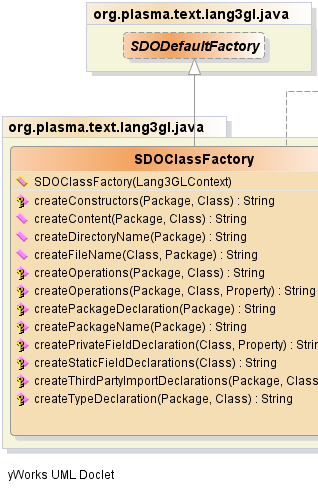 org.plasma.text.lang3gl.java
SDODefaultFactory
org.plasma.text.lang3gl.java
SDOClassFactory
SDOClassFactory(Lang3GLContext)
createConstructors(Package, Class) : String
createContent(Package, Class) : String
createDirectoryName(Package) : String
createFileName(Class, Package) : String
createOperations(Package, Class) : String
createOperations(Package, Class, Property) : String
createPackageDeclaration(Package) : String
createPackageName(Package) : String
createPrivateFieldDeclaration(Class, Property) : Strin
createStaticFieldDeclarations(Class) : String
createThirdPartyImportDeclarations(Package, Class
createTypeDeclaration(Package, Class) : String
yWorks UML Doclet